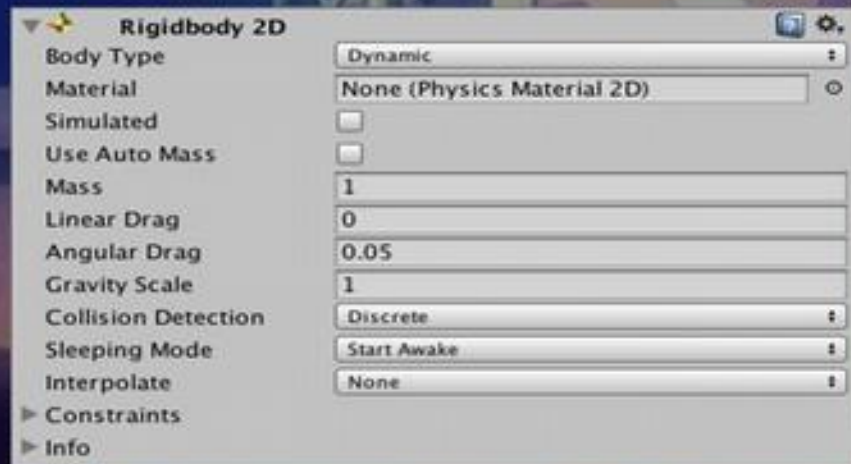 Rigidbody 2D
Body Type Dynamic
Material None (Physics Material 2D)
Simulated
Use Auto Mass
Mass 1
Linear Drag 0
Angular Drag 0.05
Gravity Scale 1
Collision Detection Discrete
Sleeping Mode Start Awake
Interpolate None
Constraints
Info